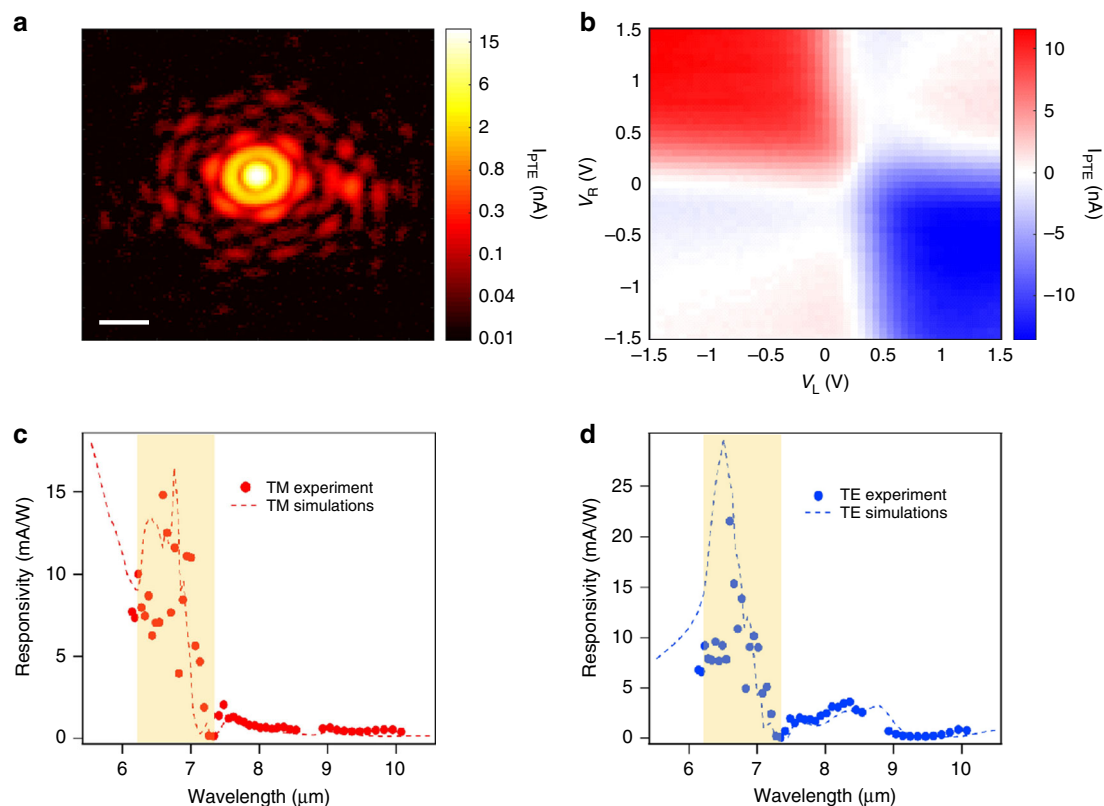 a
15
6
2
0.8
0.3
0.1
0.04
0.01
I_PTE (nA)
b
1.5
1
0.5
0
−0.5
−1
−1.5
V_R (V)
−1.5
−1
−0.5
0
0.5
1
1.5
V_L (V)
10
5
0
−5
−10
I_PTE (nA)
c
15
10
5
0
Responsivity (mA/W)
TM experiment
TM simulations
6
7
8
9
10
Wavelength (μm)
d
25
20
15
10
5
0
Responsivity (mA/W)
TE experiment
TE simulations
6
7
8
9
10
Wavelength (μm)